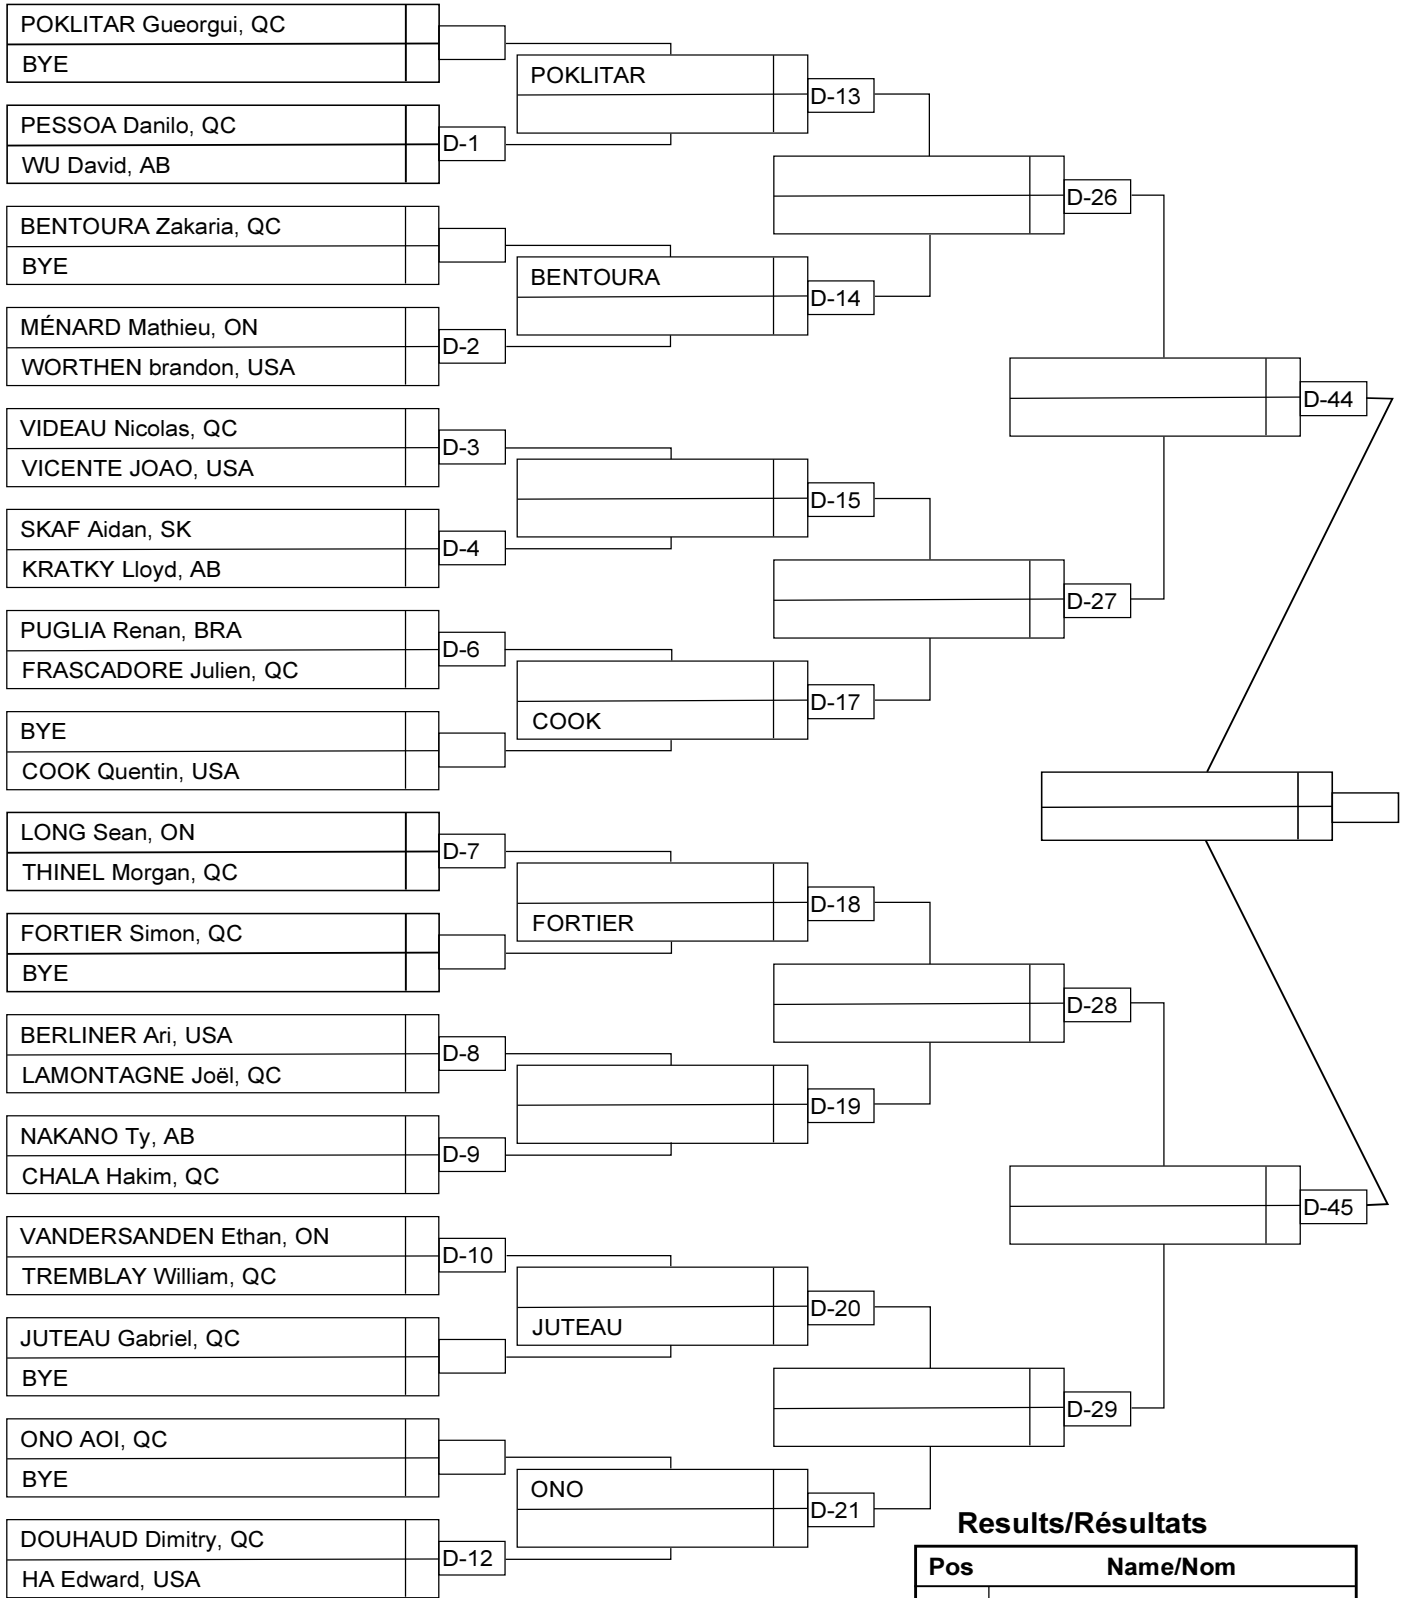 POKLITAR Gueorgui, QC
BYE
PESSOA Danilo, QC
WU David, AB
D-1
BENTOURA Zakaria, QC
BYE
MÉNARD Mathieu, ON
WORTHEN brandon, USA
D-2
VIDEAU Nicolas, QC
VICENTE JOAO, USA
D-3
SKAF Aidan, SK
KRATKY Lloyd, AB
D-4
PUGLIA Renan, BRA
FRASCADORE Julien, QC
D-6
BYE
COOK Quentin, USA
LONG Sean, ON
THINEL Morgan, QC
D-7
FORTIER Simon, QC
BYE
BERLINER Ari, USA
LAMONTAGNE Joël, QC
D-8
NAKANO Ty, AB
CHALA Hakim, QC
D-9
VANDERSANDEN Ethan, ON
TREMBLAY William, QC
D-10
JUTEAU Gabriel, QC
BYE
ONO AOI, QC
BYE
DOUHAUD Dimitry, QC
HA Edward, USA
D-12
POKLITAR
D-13
BENTOURA
D-14
D-15
COOK
D-17
FORTIER
D-18
D-19
JUTEAU
D-20
ONO
D-21
D-26
D-27
D-28
D-29
D-44
D-45
Results/Résultats
Pos Name/Nom